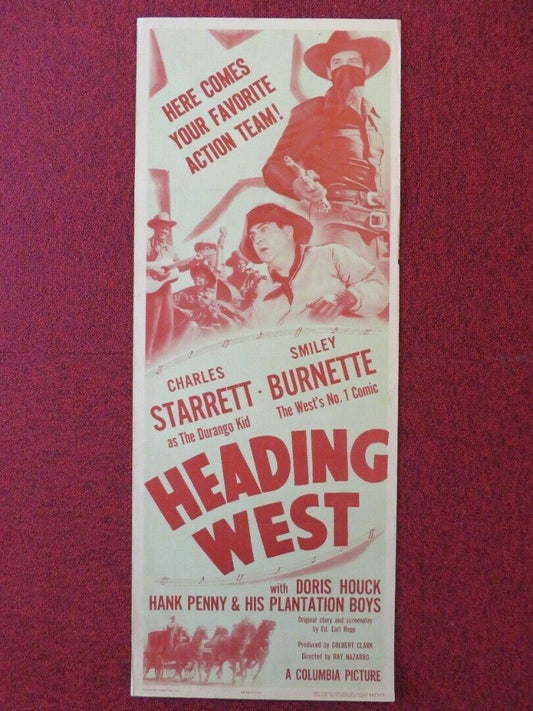 HERE COMES
YOUR FAVORITE
ACTION TEAM!
CHARLES
STARRETT
as The Durango Kid
·
SMILEY
BURNETTE
The West's No. 1 Comic
HEADING
WEST
with DORIS HOUCK
HANK PENNY & HIS PLANTATION BOYS
Original story and screenplay
by Ed. Earl Repp
Produced by COLBERT CLARK
Directed by RAY NAZARRO
A COLUMBIA PICTURE